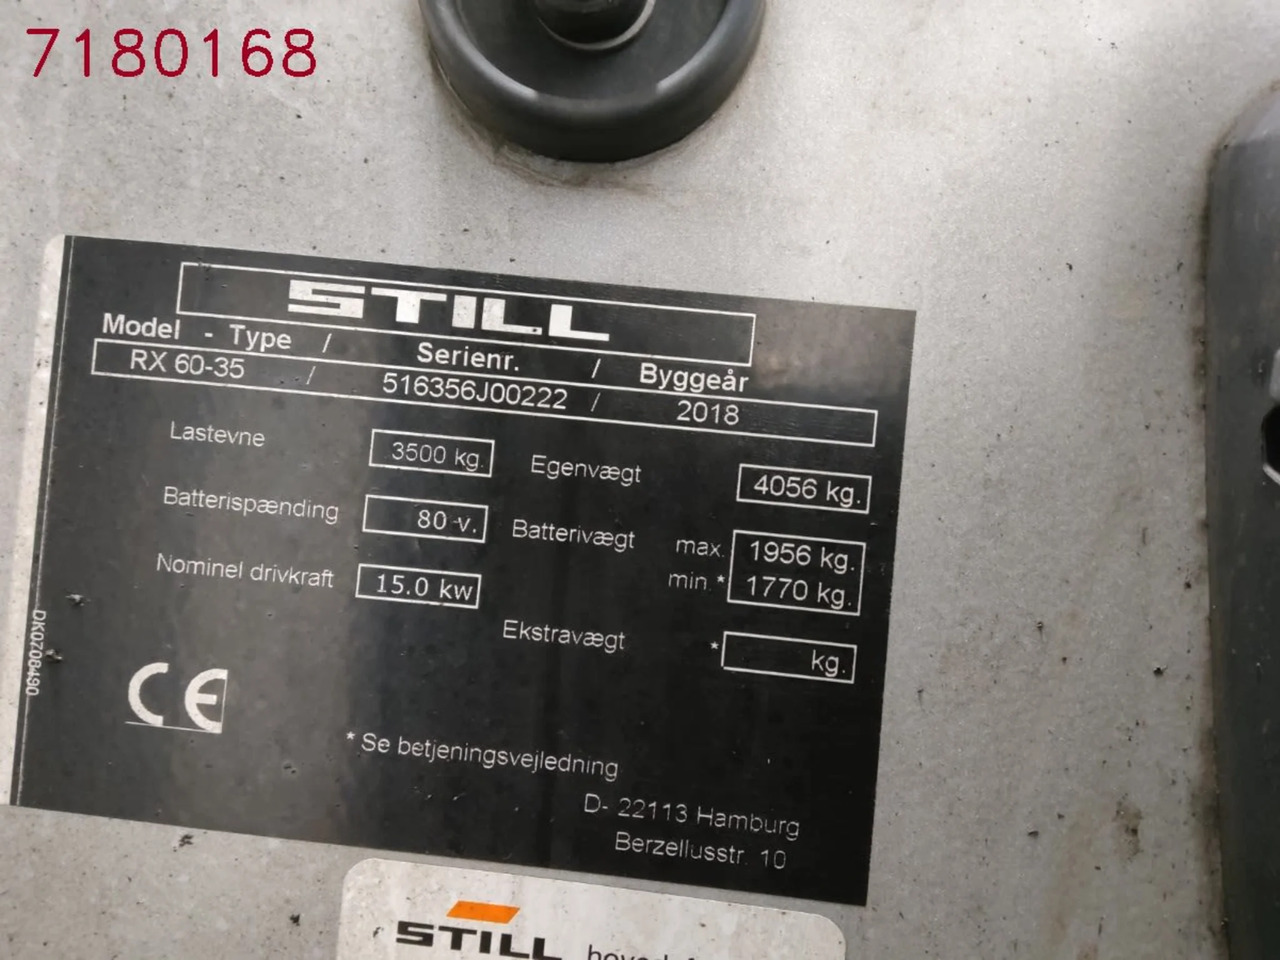 7180168
STILL
Model - Type / Serienr. / Byggeår
RX 60-35 / 516356J00222 / 2018
Lastevne 3500 kg. Egenvægt 4056 kg.
Batterispænding 80 v. Batterivægt max. 1956 kg.
min.* 1770 kg.
Nominel drivkraft 15.0 kw
Ekstravægt * kg.
CE
* Se betjeningsvejledning
D- 22113 Hamburg
Berzellusstr. 10
DK0708490
STILL